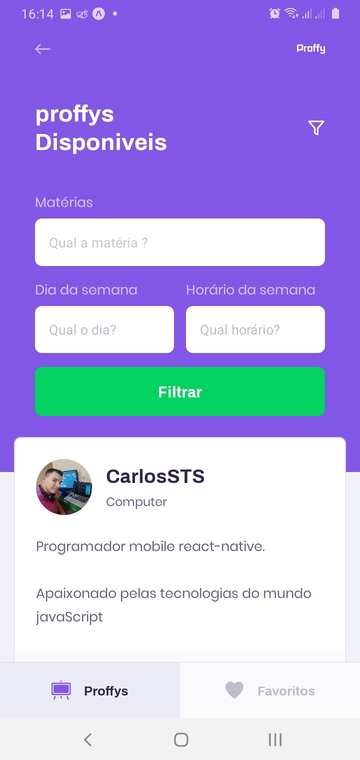 16:14
Proffy
proffys
Disponiveis
Matérias
Qual a matéria ?
Dia da semana
Horário da semana
Qual o dia?
Qual horário?
Filtrar
CarlosSTS
Computer
Programador mobile react-native.
Apaixonado pelas tecnologias do mundo
javaScript
Proffys
Favoritos